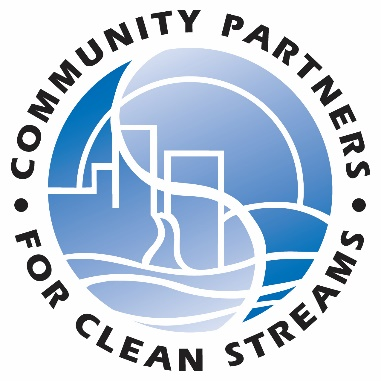 COMMUNITY PARTNERS
• FOR CLEAN STREAMS •